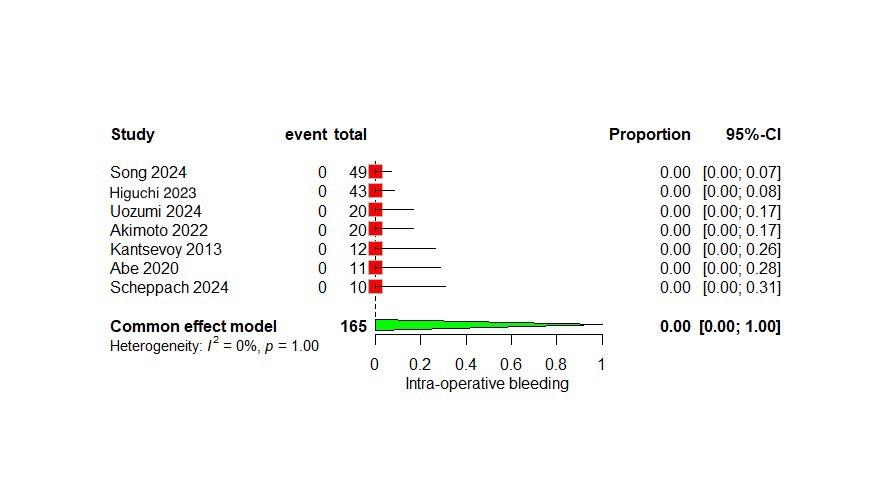 Study event total Proportion 95%-CI
Song 2024 0 49 0.00 [0.00; 0.07]
Higuchi 2023 0 43 0.00 [0.00; 0.08]
Uozumi 2024 0 20 0.00 [0.00; 0.17]
Akimoto 2022 0 20 0.00 [0.00; 0.17]
Kantsevoy 2013 0 12 0.00 [0.00; 0.26]
Abe 2020 0 11 0.00 [0.00; 0.28]
Scheppach 2024 0 10 0.00 [0.00; 0.31]
Common effect model 165 0.00 [0.00; 1.00]
Heterogeneity: I² = 0%, p = 1.00
0 0.2 0.4 0.6 0.8 1
Intra-operative bleeding